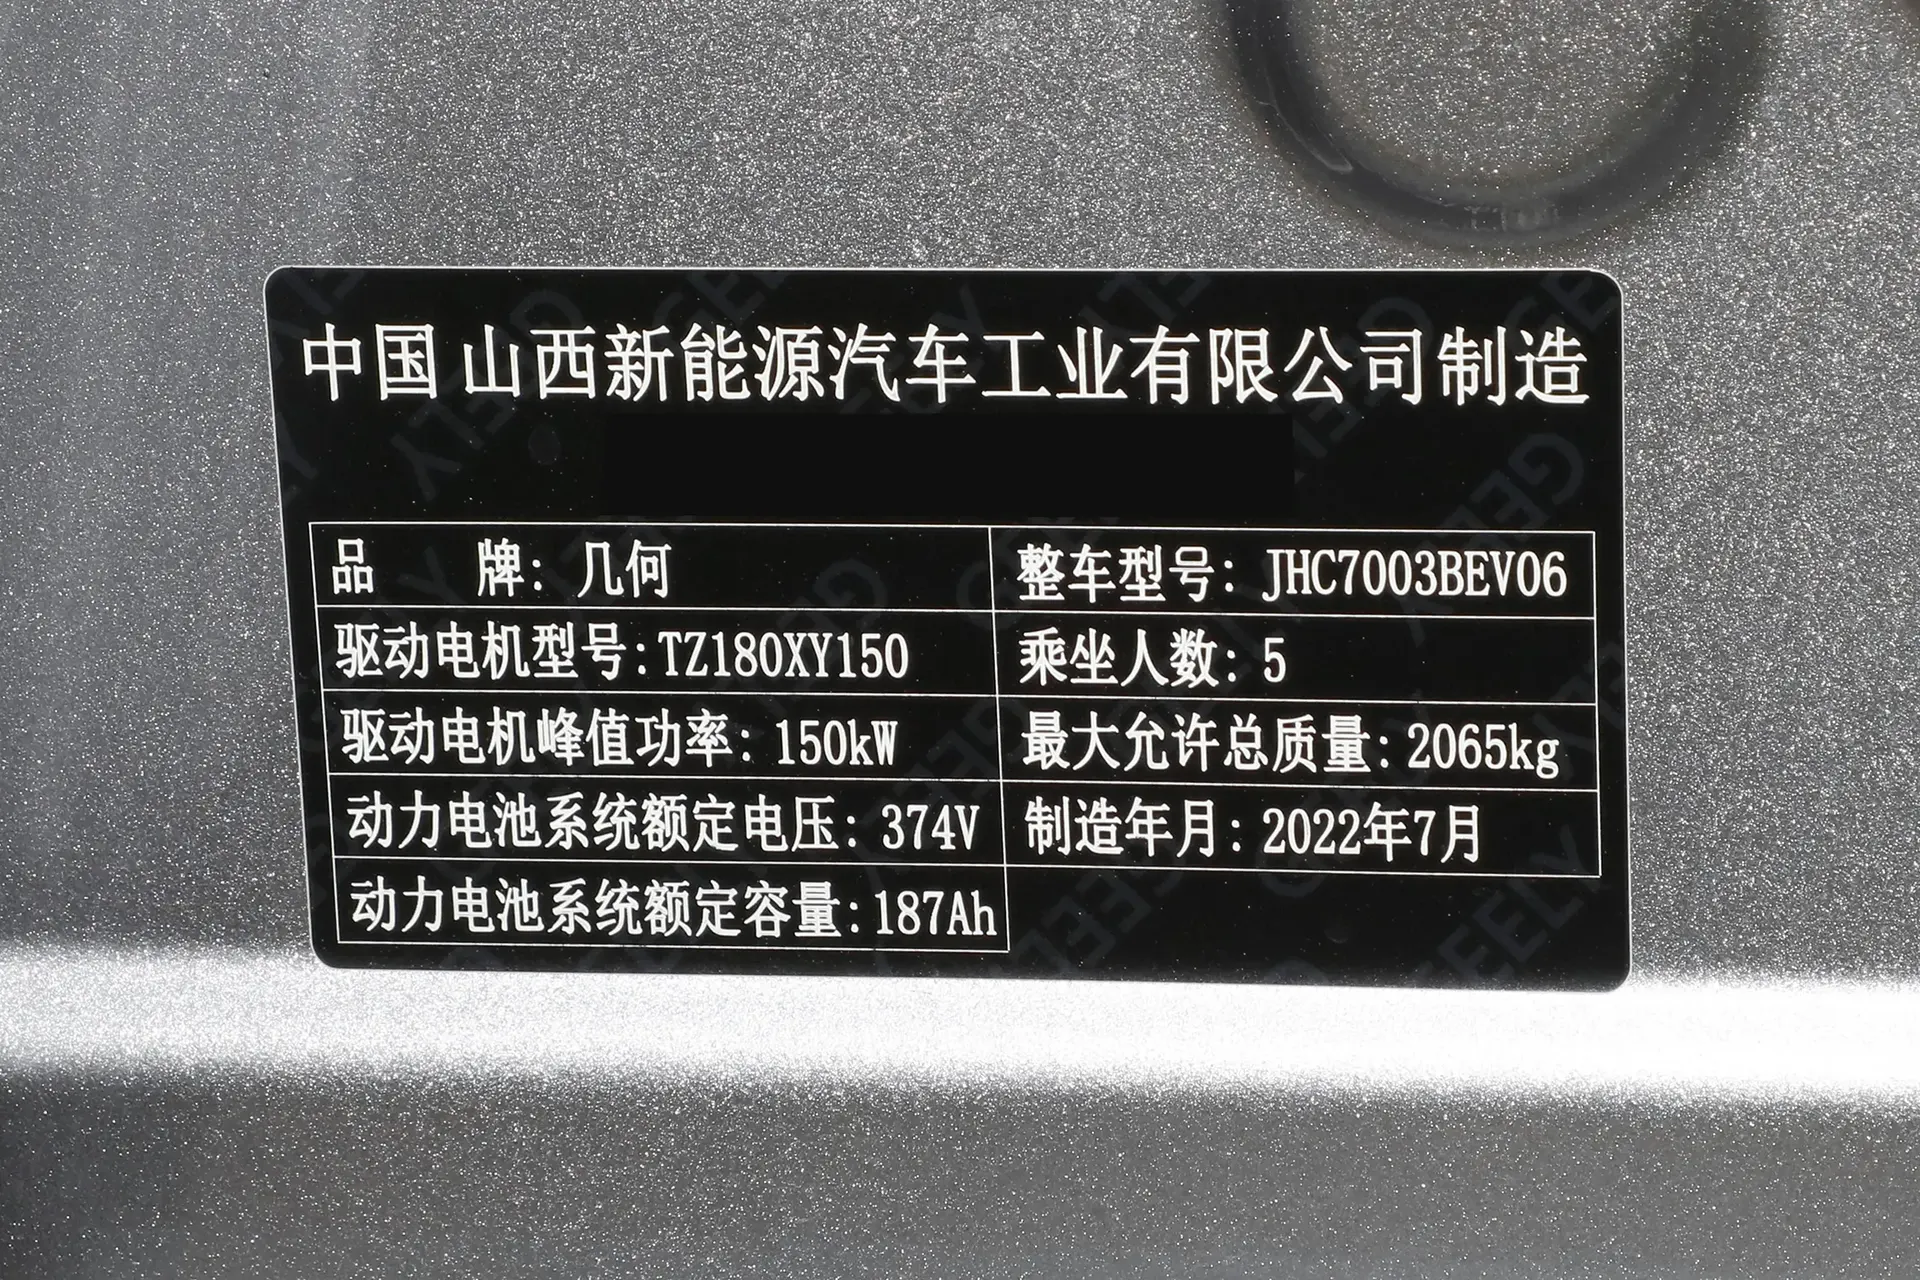 中国 山西新能源汽车工业有限公司制造
品 牌: 几何
整车型号: JHC7003BEV06
驱动电机型号:TZ180XY150
乘坐人数: 5
驱动电机峰值功率: 150kW
最大允许总质量: 2065kg
动力电池系统额定电压: 374V
制造年月: 2022年7月
动力电池系统额定容量:187Ah